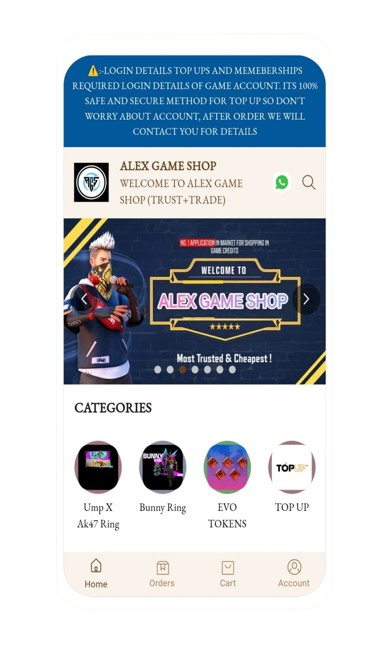 ⚠️:-LOGIN DETAILS TOP UPS AND MEMEBERSHIPS
REQUIRED LOGIN DETAILS OF GAME ACCOUNT. ITS 100%
SAFE AND SECURE METHOD FOR TOP UP SO DON'T
WORRY ABOUT ACCOUNT, AFTER ORDER WE WILL
CONTACT YOU FOR DETAILS
ALEX GAME SHOP
WELCOME TO ALEX GAME
SHOP (TRUST+TRADE)
NO. 1 APPLICATION IN MARKET FOR SHOPPING IN
GAME CREDITS
WELCOME TO
ALEX GAME SHOP
Most Trusted & Cheapest !
CATEGORIES
BUNNY
TOPUP
Ump X
Ak47 Ring
Bunny Ring
EVO
TOKENS
TOP UP
Home
Orders
Cart
Account